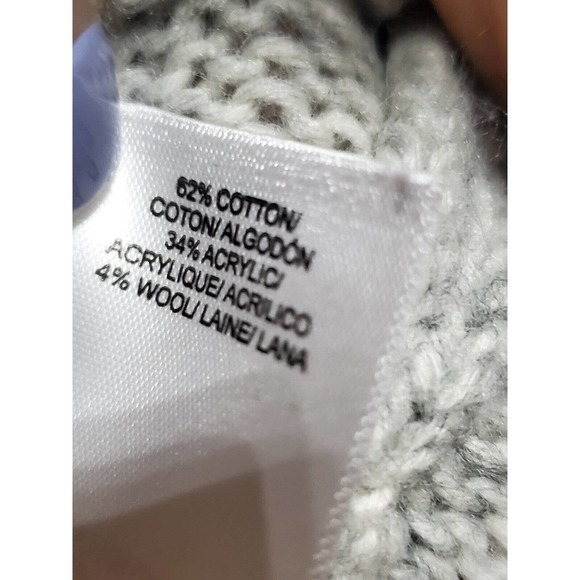 62% COTTON/
COTON/ALGODÓN
34% ACRYLIC/
ACRYLIQUE/ACRILICO
4% WOOL/LAINE/LANA